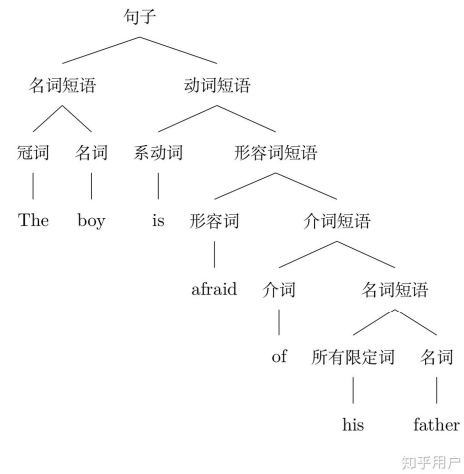 句子
名词短语 动词短语
冠词 名词 系动词 形容词短语
The boy is 形容词 介词短语
afraid 介词 名词短语
of 所有限定词 名词
his father
知乎用户